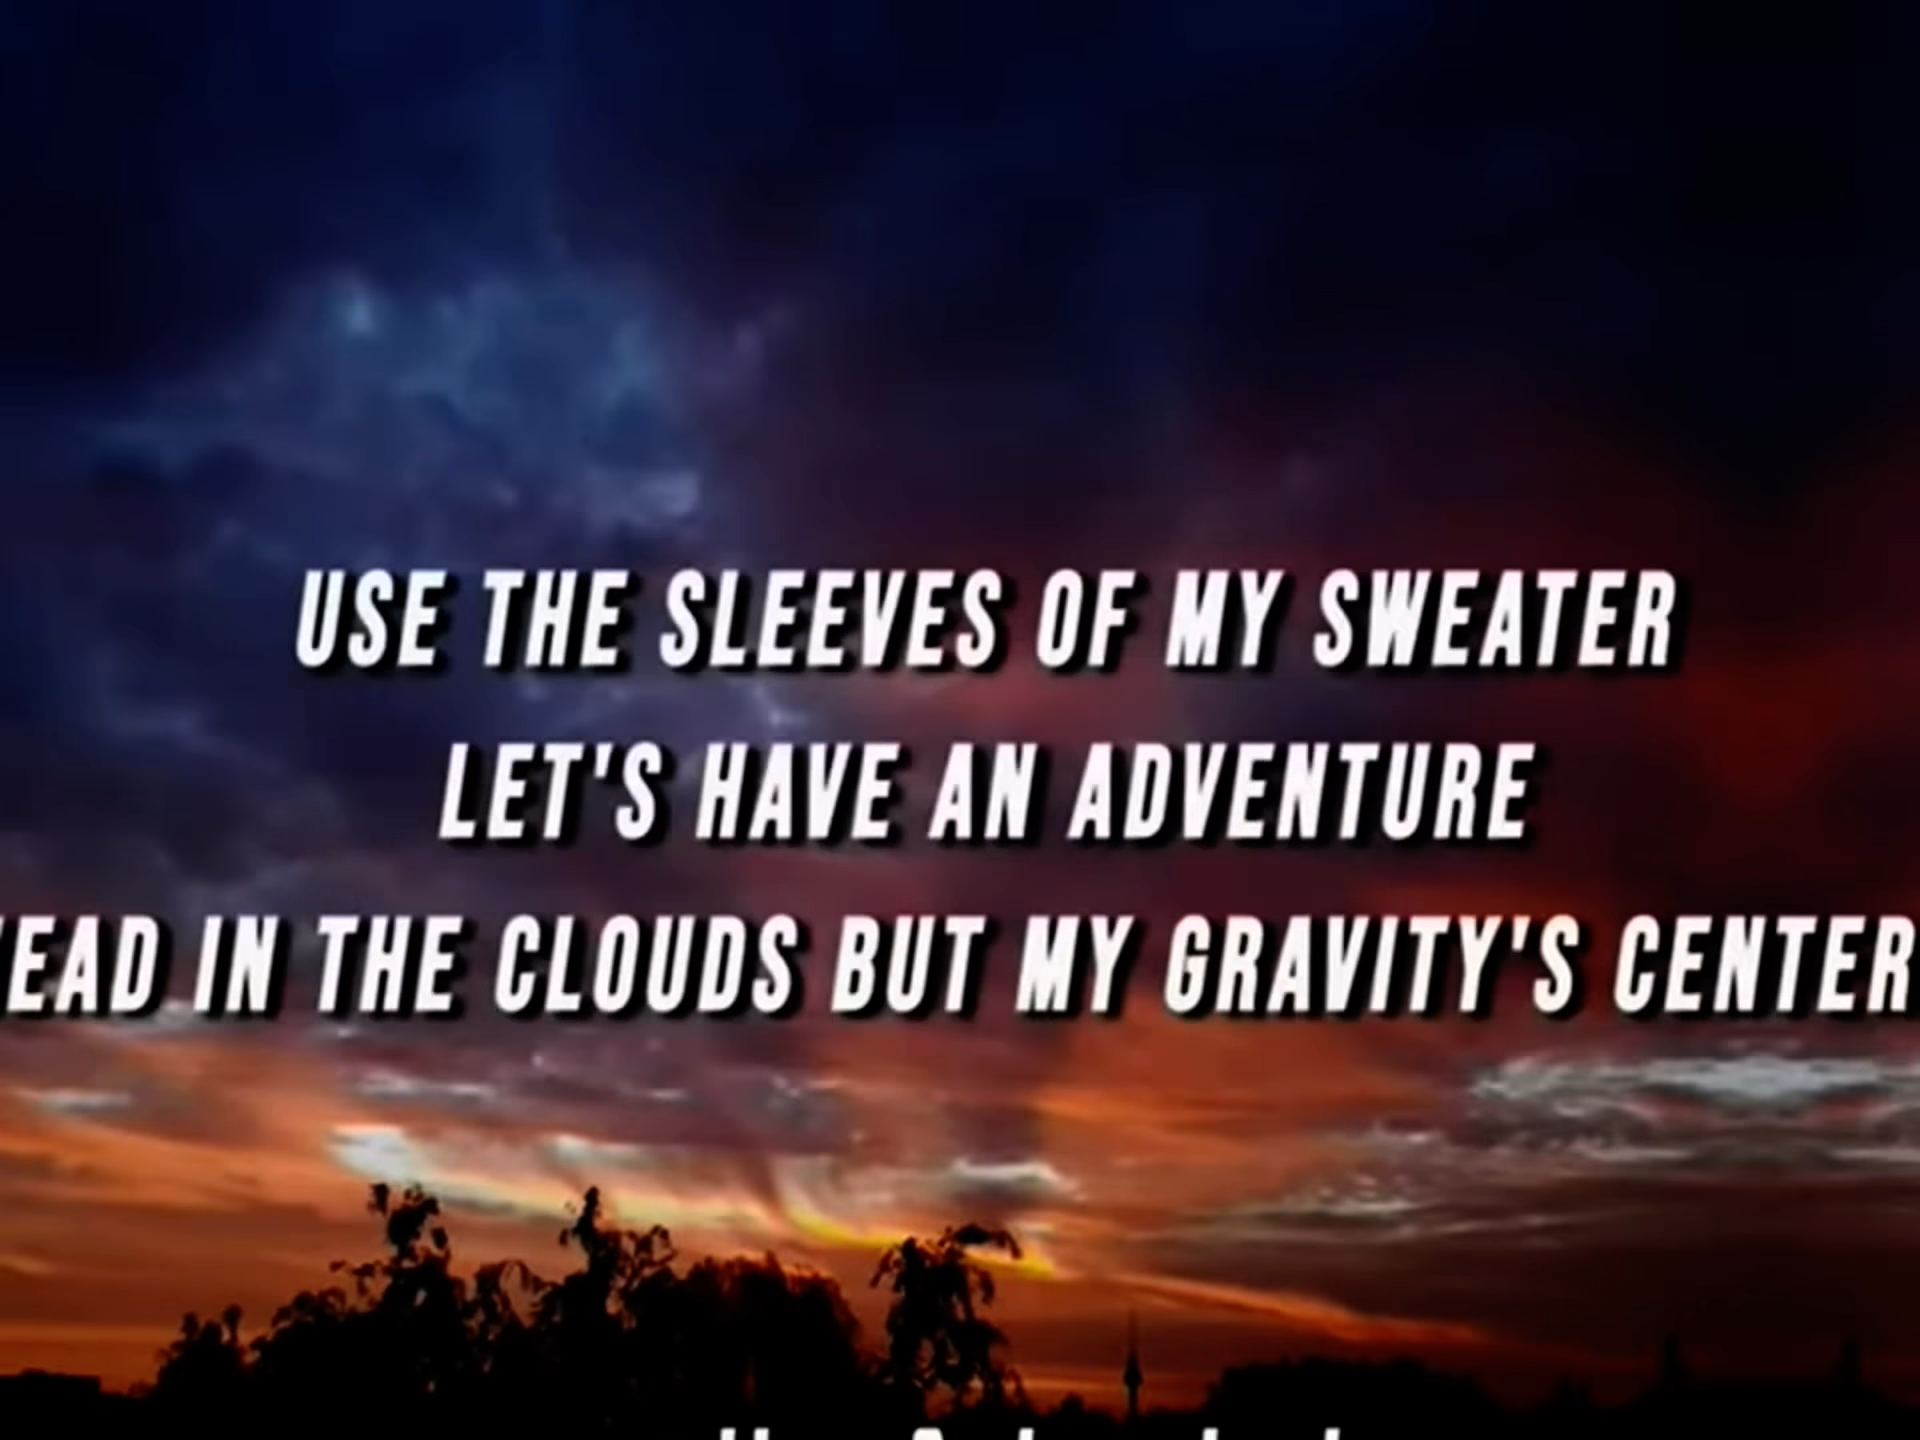 USE THE SLEEVES OF MY SWEATER
LET'S HAVE AN ADVENTURE
EAD IN THE CLOUDS BUT MY GRAVITY'S CENTER